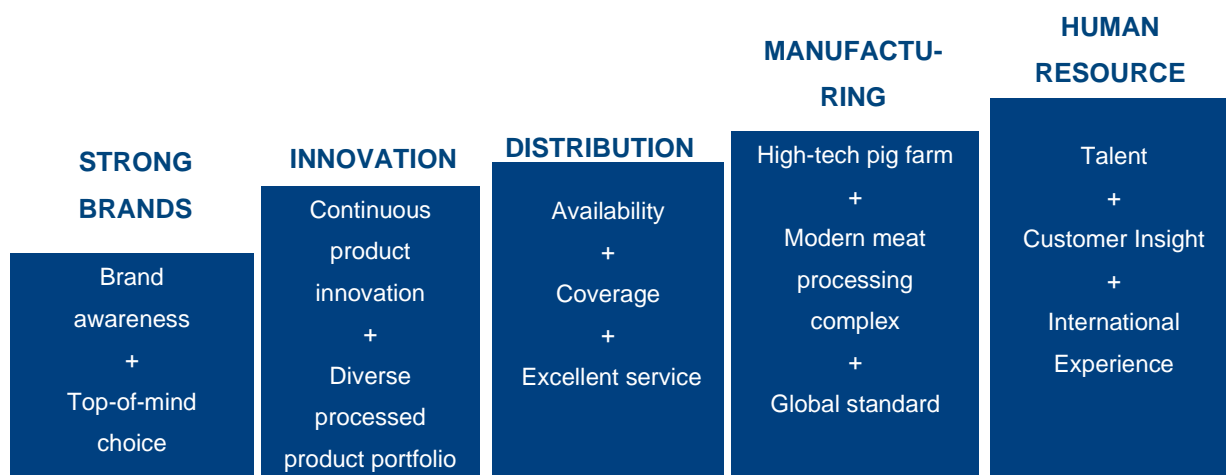 STRONG
BRANDS
Brand
awareness
+
Top-of-mind
choice
INNOVATION
Continuous
product
innovation
+
Diverse
processed
product portfolio
DISTRIBUTION
Availability
+
Coverage
+
Excellent service
MANUFACTU-
RING
High-tech pig farm
+
Modern meat
processing
complex
+
Global standard
HUMAN
RESOURCE
Talent
+
Customer Insight
+
International
Experience